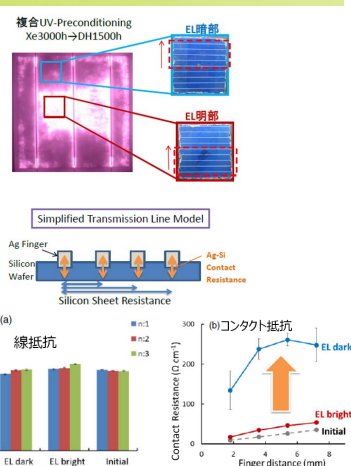 複合UV-Preconditioning
Xe3000h→DH1500h
EL暗部
EL明部
Simplified Transmission Line Model
Ag Finger
Silicon
Wafer
Ag-Si
Contact
Resistance
Silicon Sheet Resistance
(a)
線抵抗
n:1
n:2
n:3
EL dark
EL bright
Initial
(b)コンタクト抵抗
Contact Resistance (Ω cm⁻¹)
300
200
100
0
EL dark
EL bright
Initial
0
2
4
6
8
Finger distance (mm)